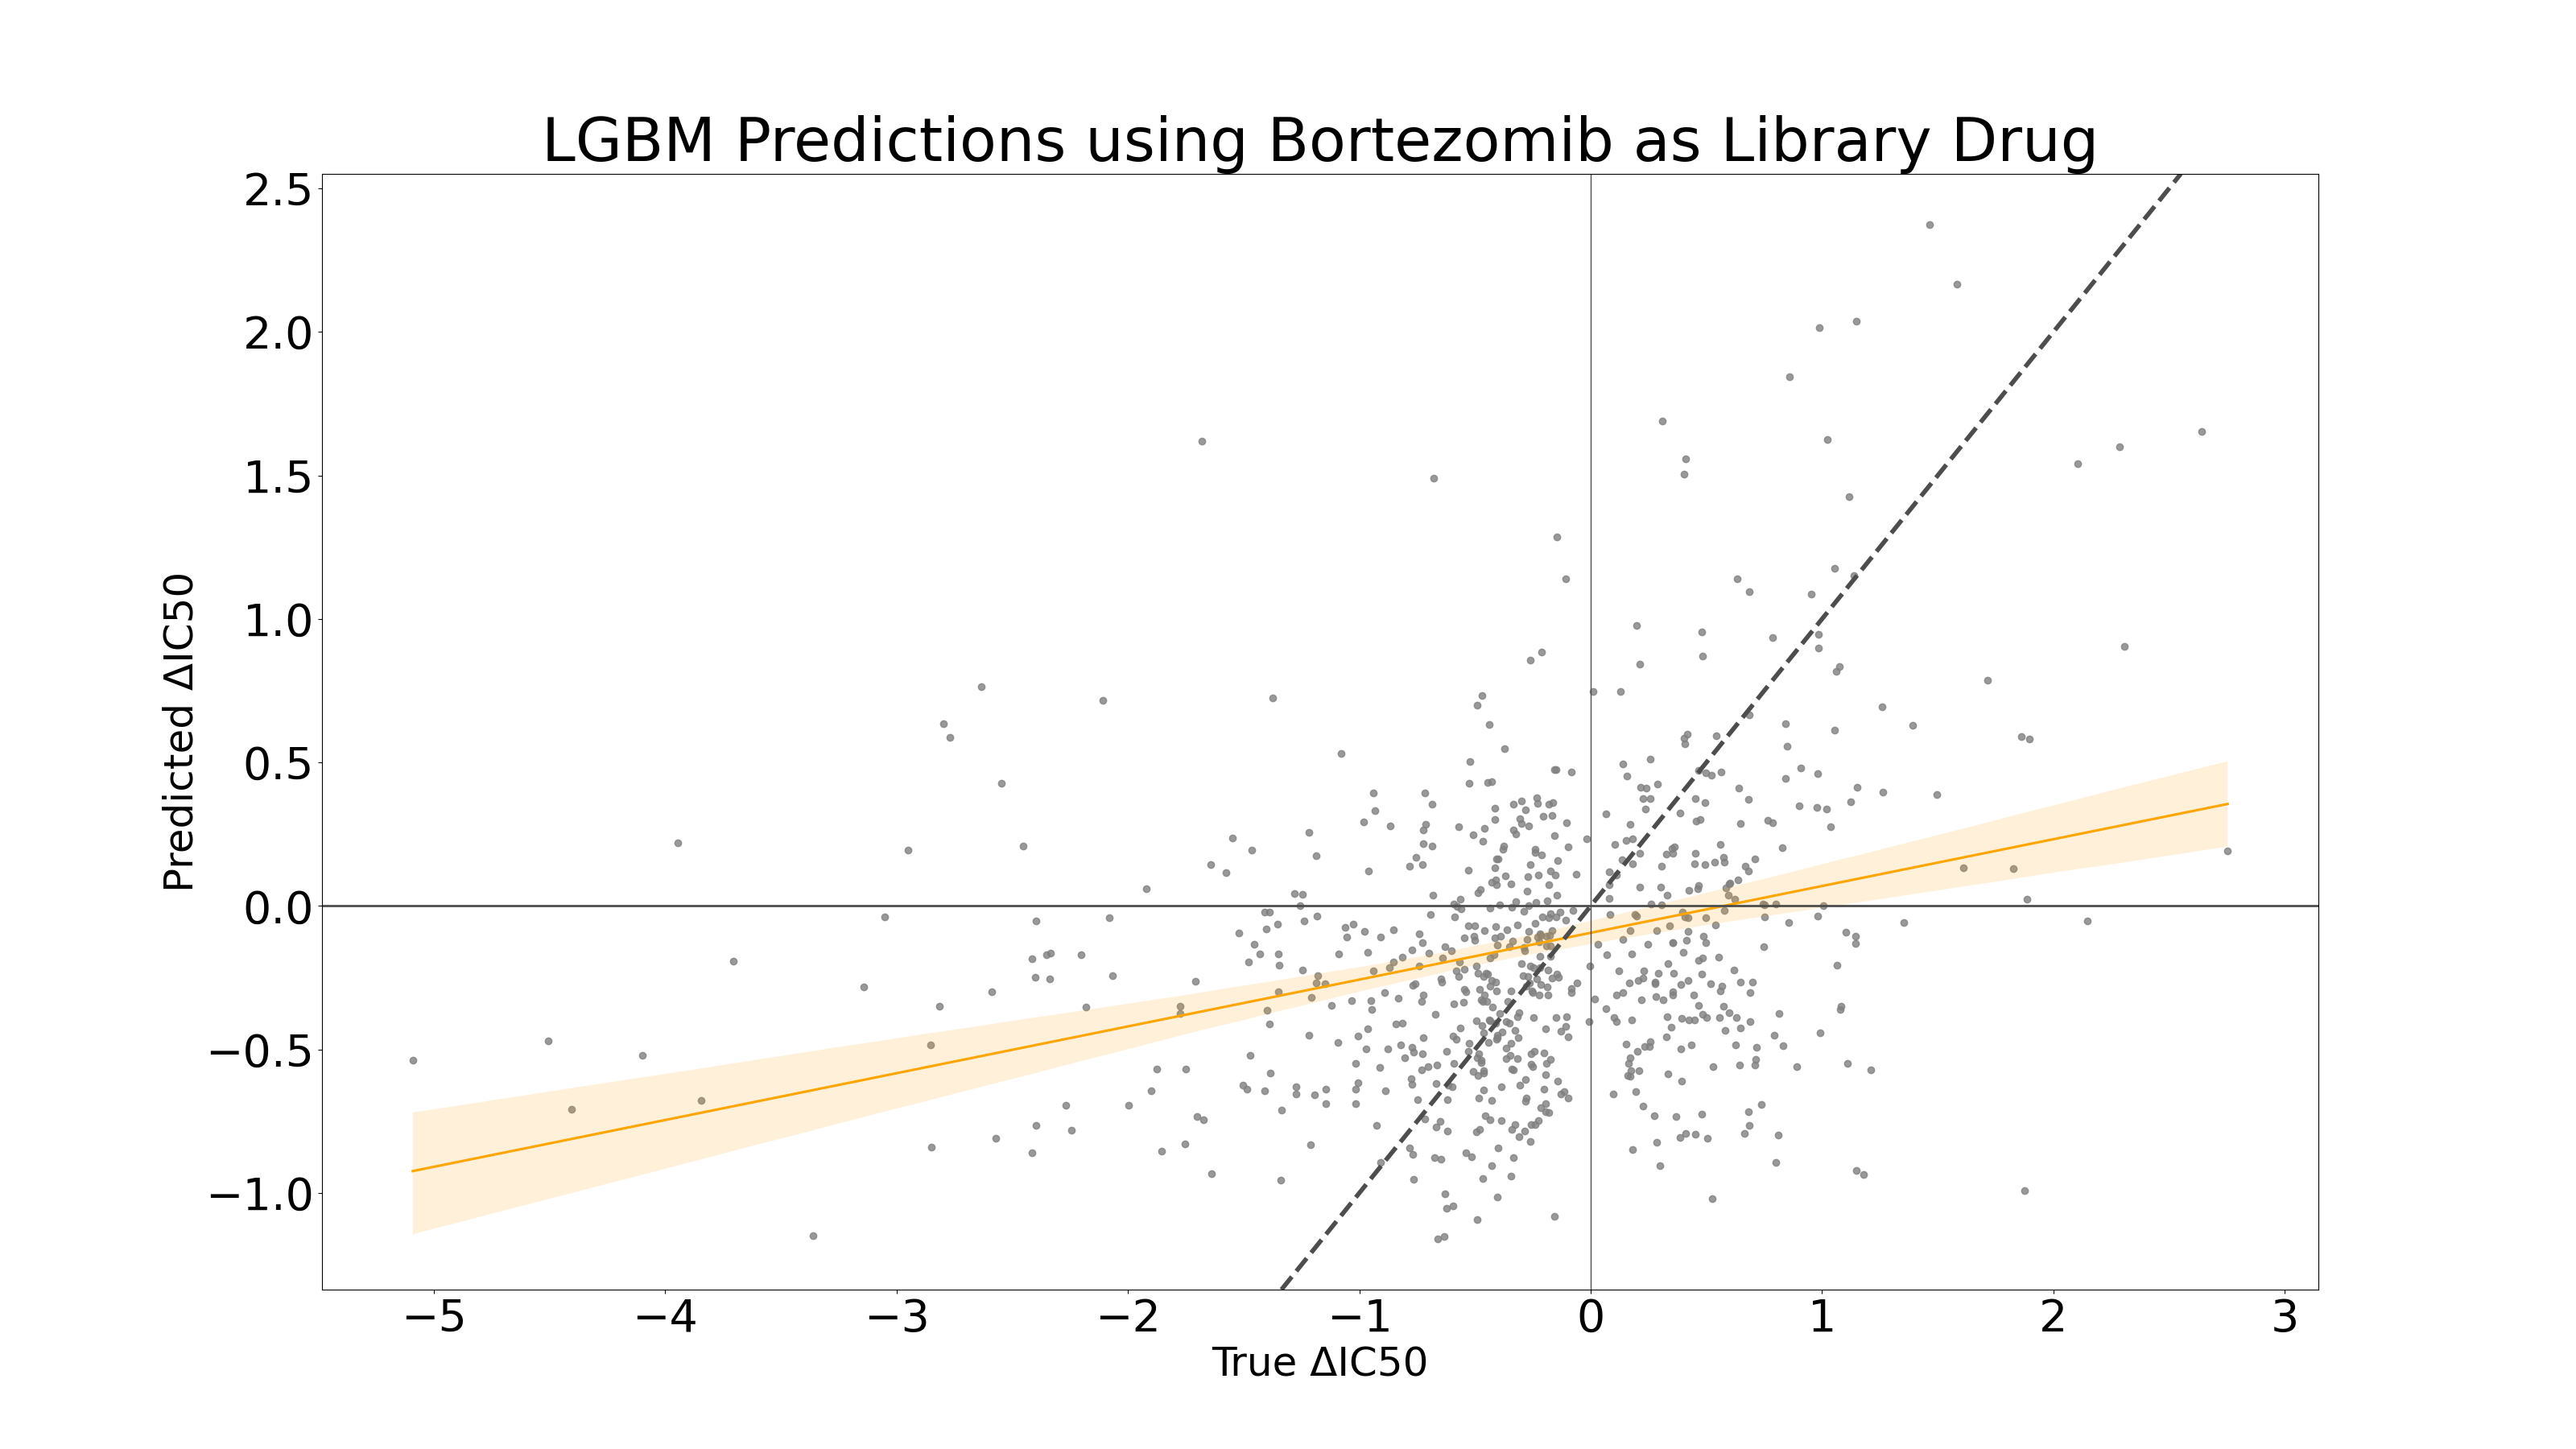 LGBM Predictions using Bortezomib as Library Drug
2.5
2.0
1.5
1.0
0.5
0.0
−0.5
−1.0
Predicted ΔIC50
−5 −4 −3 −2 −1 0 1 2 3
True ΔIC50